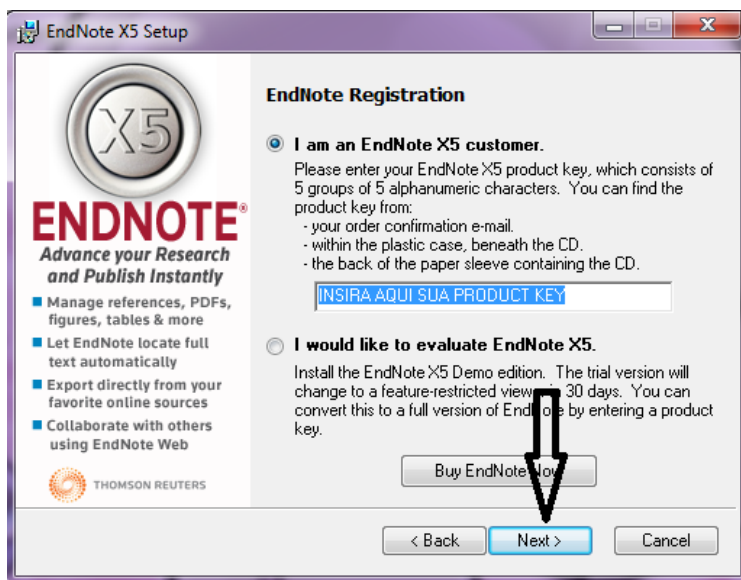 EndNote X5 Setup
X5
ENDNOTE®
Advance your Research
and Publish Instantly
Manage references, PDFs,
figures, tables & more
Let EndNote locate full
text automatically
Export directly from your
favorite online sources
Collaborate with others
using EndNote Web
THOMSON REUTERS
EndNote Registration
I am an EndNote X5 customer.
Please enter your EndNote X5 product key, which consists of
5 groups of 5 alphanumeric characters. You can find the
product key from:
- your order confirmation e-mail.
- within the plastic case, beneath the CD.
- the back of the paper sleeve containing the CD.
INSIRA AQUI SUA PRODUCT KEY
I would like to evaluate EndNote X5.
Install the EndNote X5 Demo edition. The trial version will
change to a feature-restricted viewer in 30 days. You can
convert this to a full version of EndNote by entering a product
key.
Buy EndNote Now
< Back
Next >
Cancel